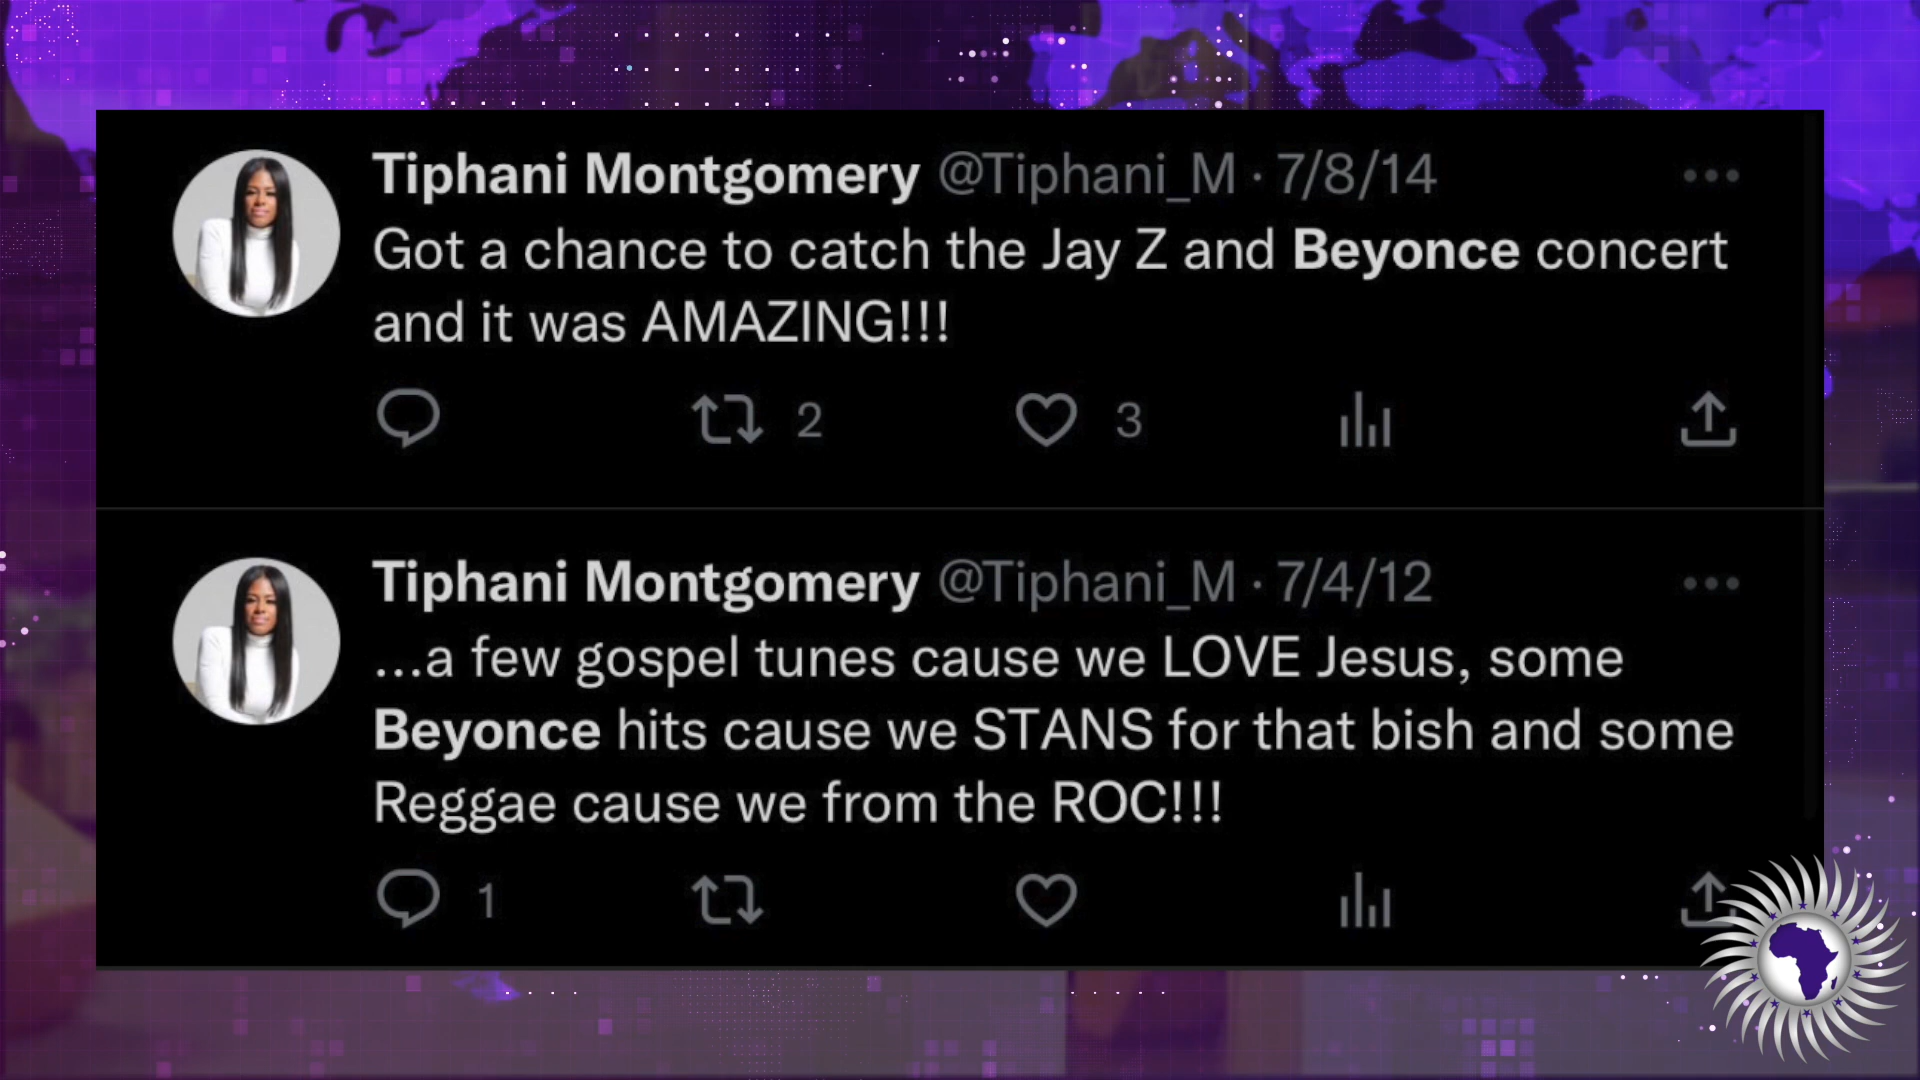 Tiphani Montgomery @Tiphani_M · 7/8/14
Got a chance to catch the Jay Z and Beyonce concert
and it was AMAZING!!!
2 3
Tiphani Montgomery @Tiphani_M · 7/4/12
...a few gospel tunes cause we LOVE Jesus, some
Beyonce hits cause we STANS for that bish and some
Reggae cause we from the ROC!!!
1